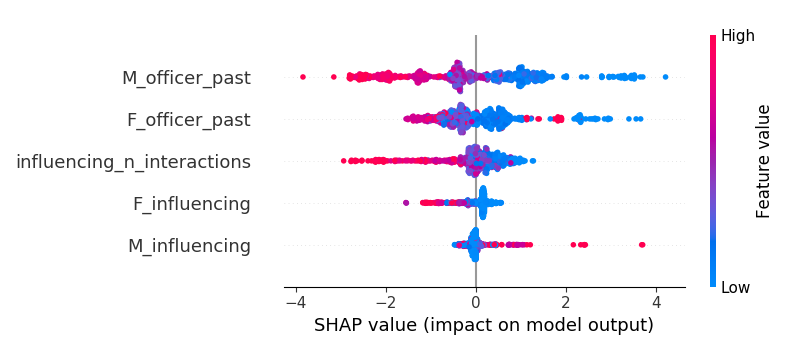 High
M_officer_past
F_officer_past
influencing_n_interactions
F_influencing
M_influencing
Feature value
Low
−4 −2 0 2 4
SHAP value (impact on model output)